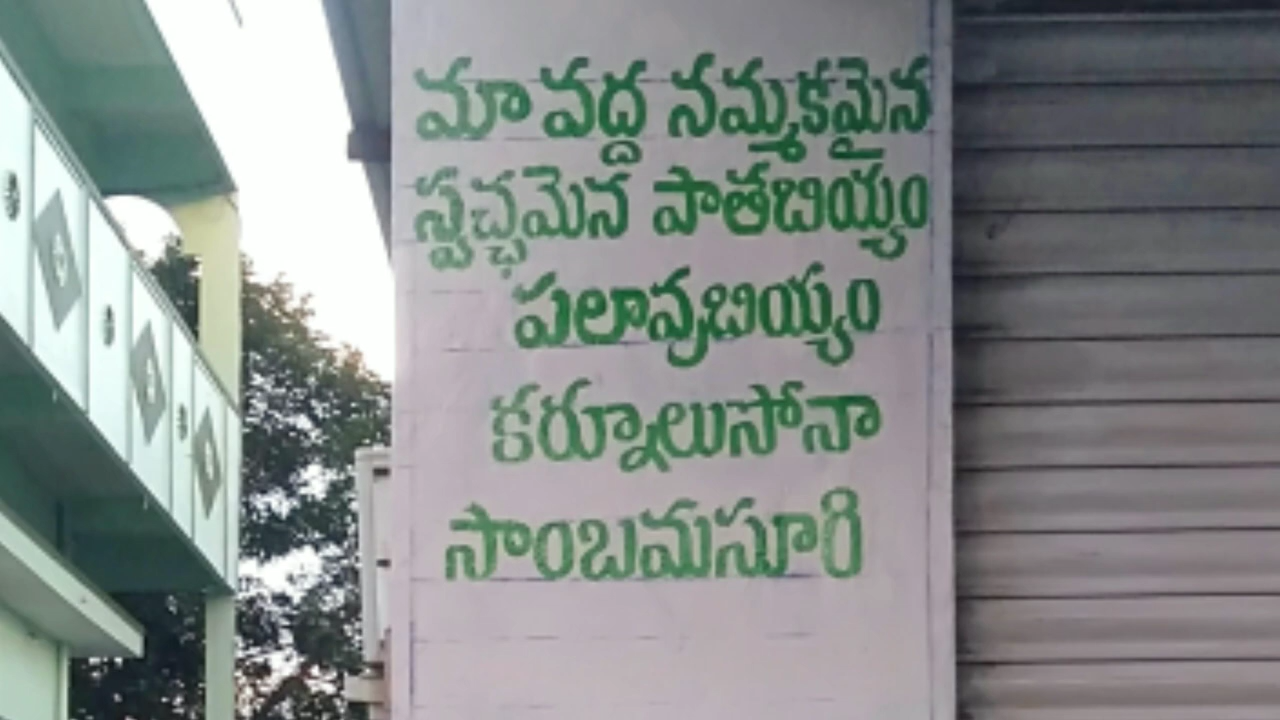 మా వద్ద నమ్మకమైన
స్వచ్ఛమైన పాతబియ్యం
పలావుబియ్యం
కర్నూలుసోనా
సాంబమసూరి